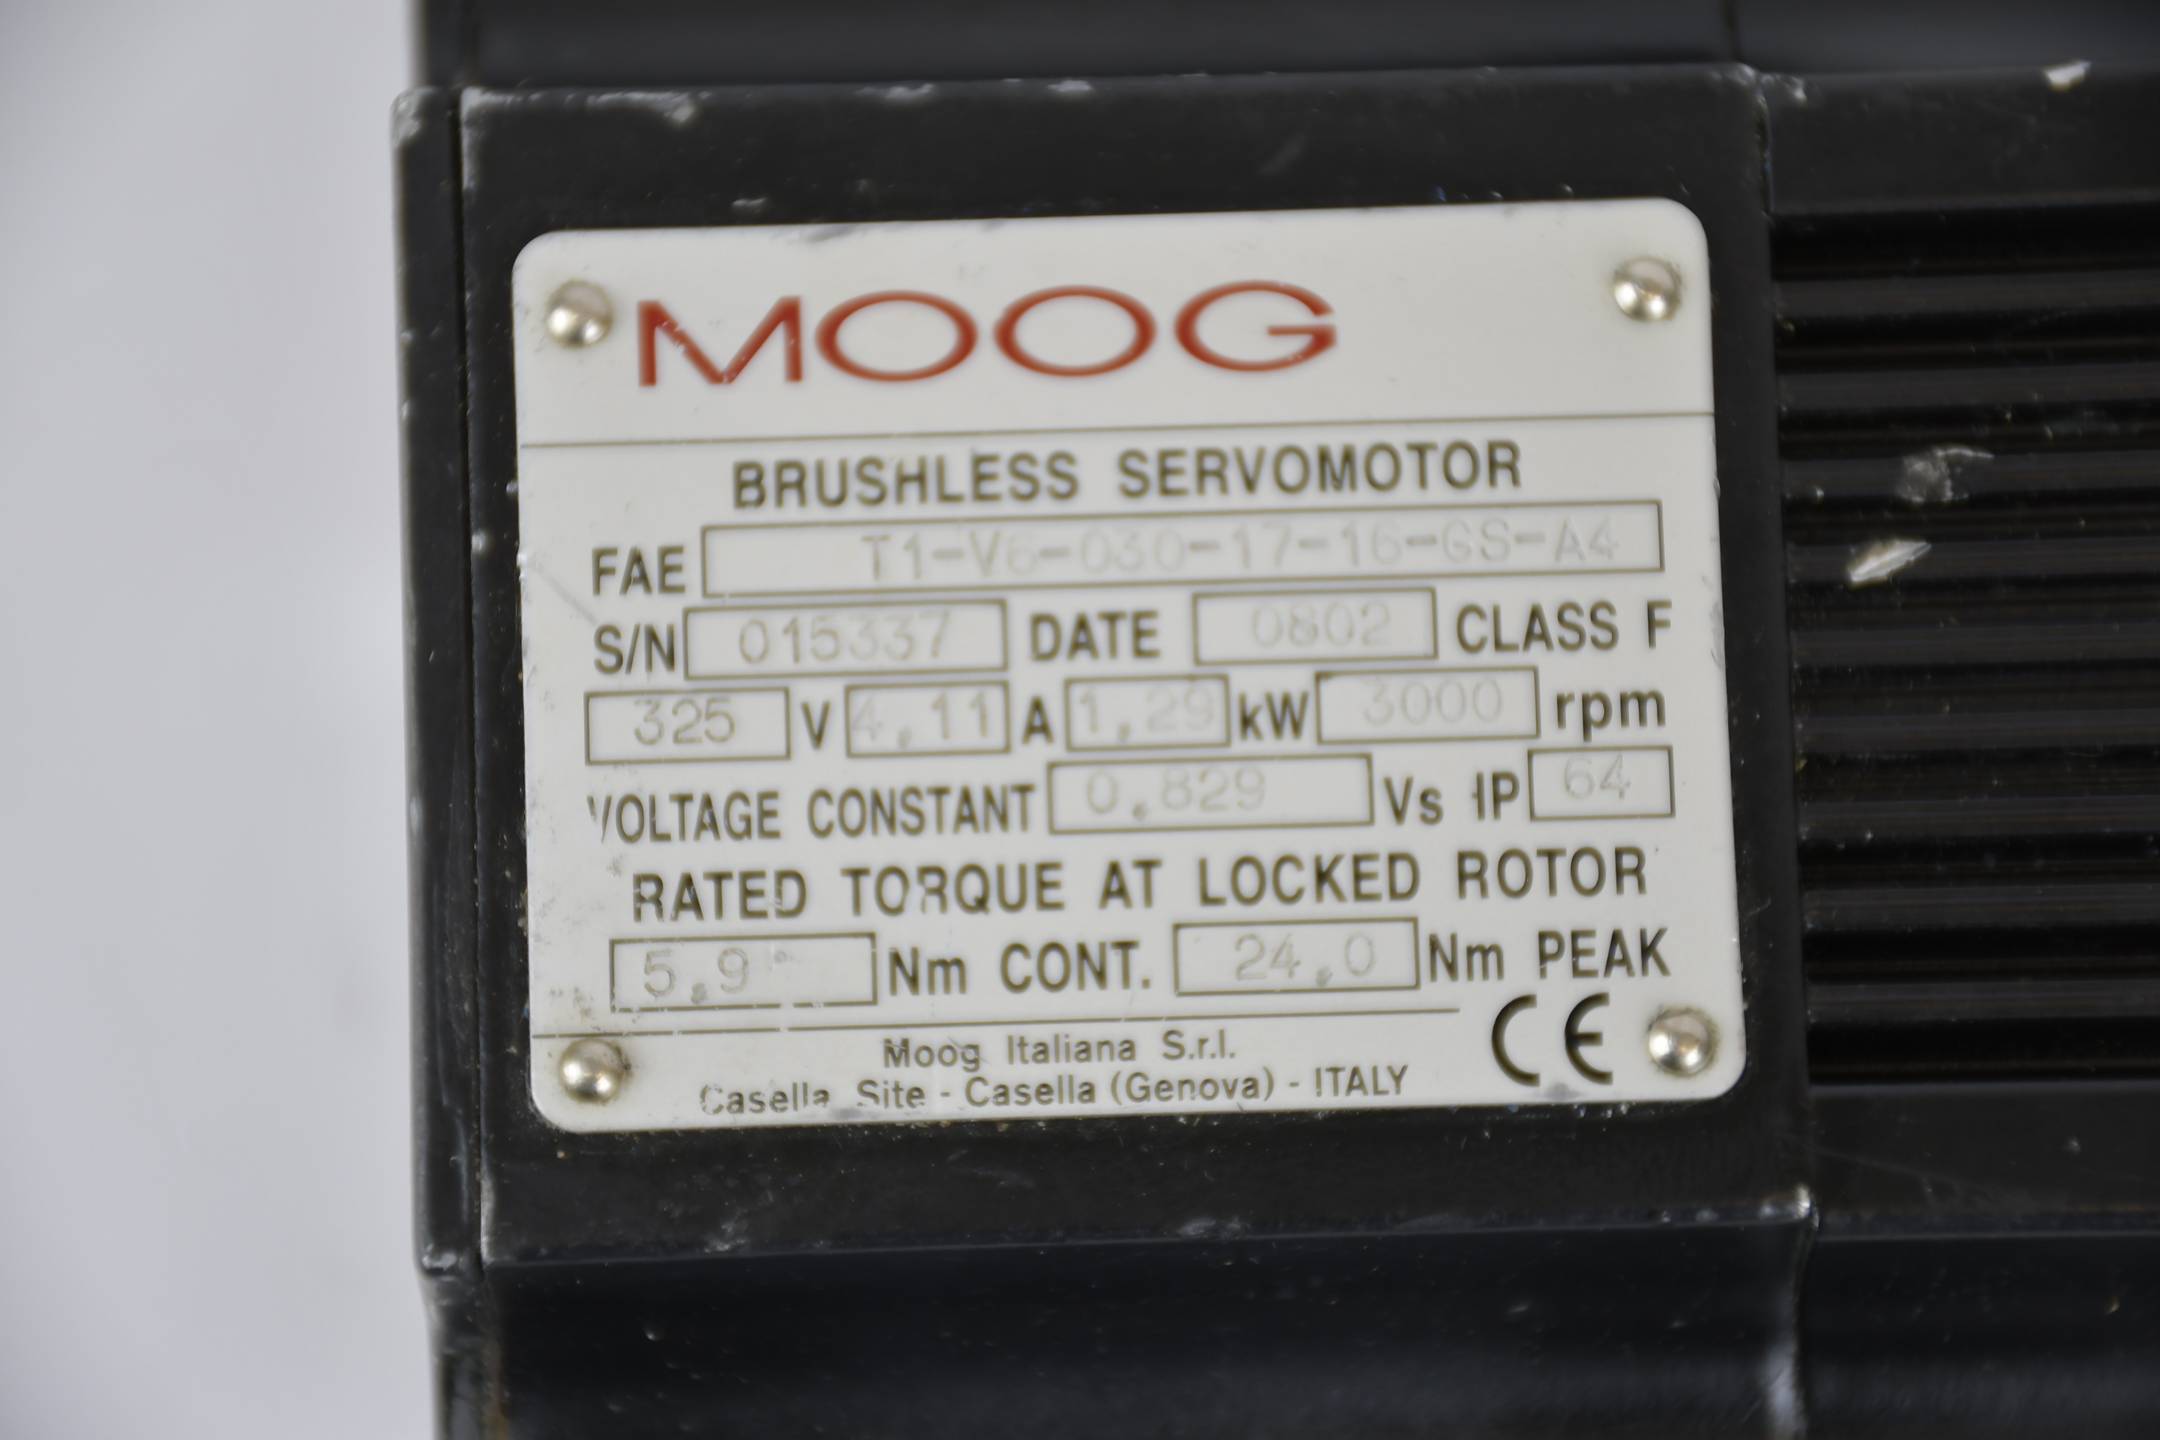 MOOG
BRUSHLESS SERVOMOTOR
FAE T1-V6-030-17-16-GS-A4
S/N 015337 DATE 0802 CLASS F
325 V 4,11 A 1,29 kW 3000 rpm
VOLTAGE CONSTANT 0.829 Vs IP 64
RATED TORQUE AT LOCKED ROTOR
5.9 Nm CONT. 24.0 Nm PEAK
Moog Italiana S.r.l.
Casella Site - Casella (Genova) - ITALY
CE